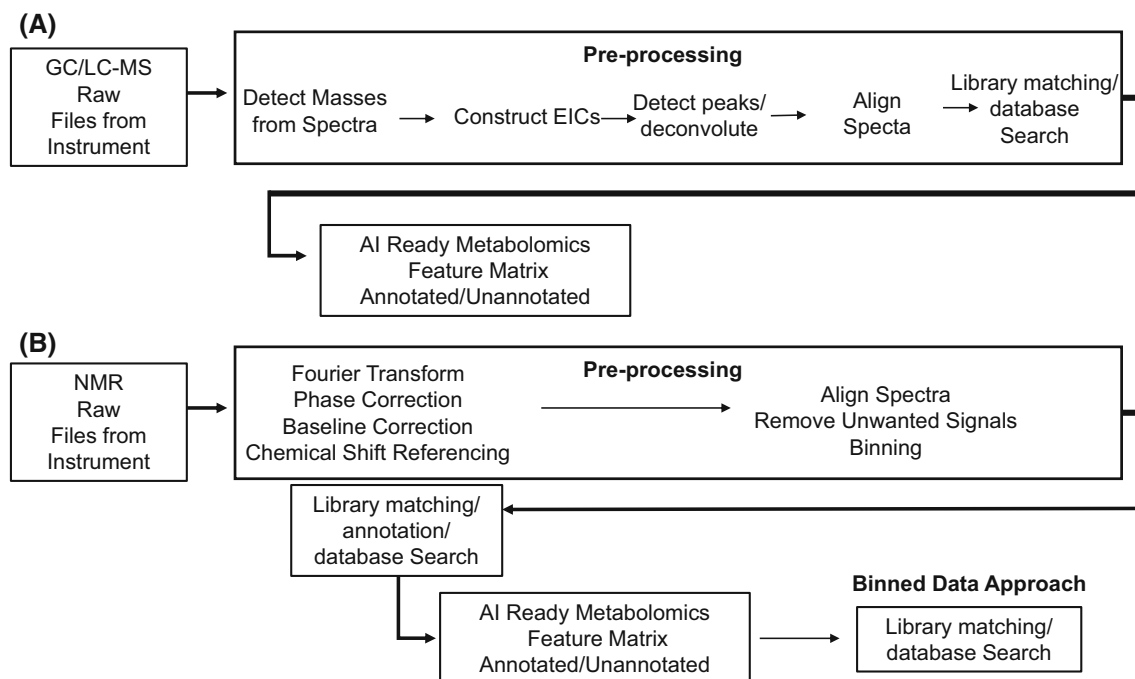 (A)
GC/LC-MS
Raw
Files from
Instrument
Pre-processing
Detect Masses
from Spectra
Construct EICs
Detect peaks/
deconvolute
Align
Specta
Library matching/
database
Search
AI Ready Metabolomics
Feature Matrix
Annotated/Unannotated
(B)
NMR
Raw
Files from
Instrument
Pre-processing
Fourier Transform
Phase Correction
Baseline Correction
Chemical Shift Referencing
Align Spectra
Remove Unwanted Signals
Binning
Library matching/
annotation/
database Search
AI Ready Metabolomics
Feature Matrix
Annotated/Unannotated
Binned Data Approach
Library matching/
database Search